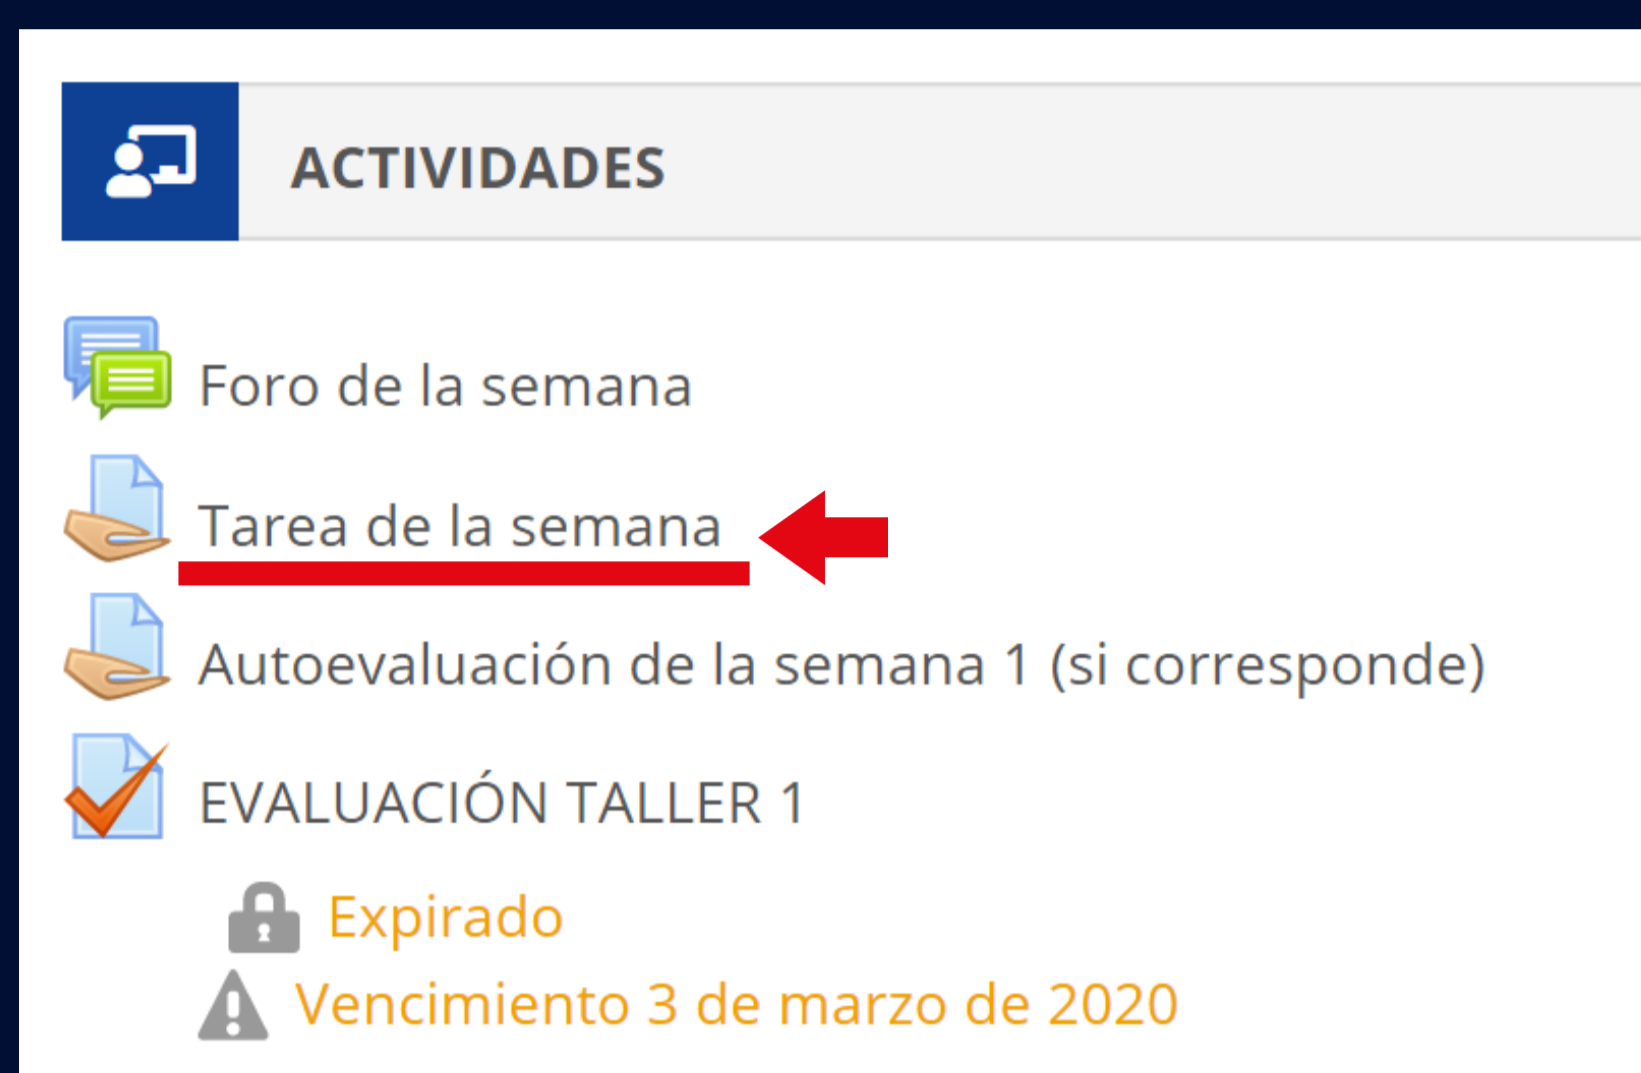 ACTIVIDADES
Foro de la semana
Tarea de la semana
Autoevaluación de la semana 1 (si corresponde)
EVALUACIÓN TALLER 1
Expirado
Vencimiento 3 de marzo de 2020